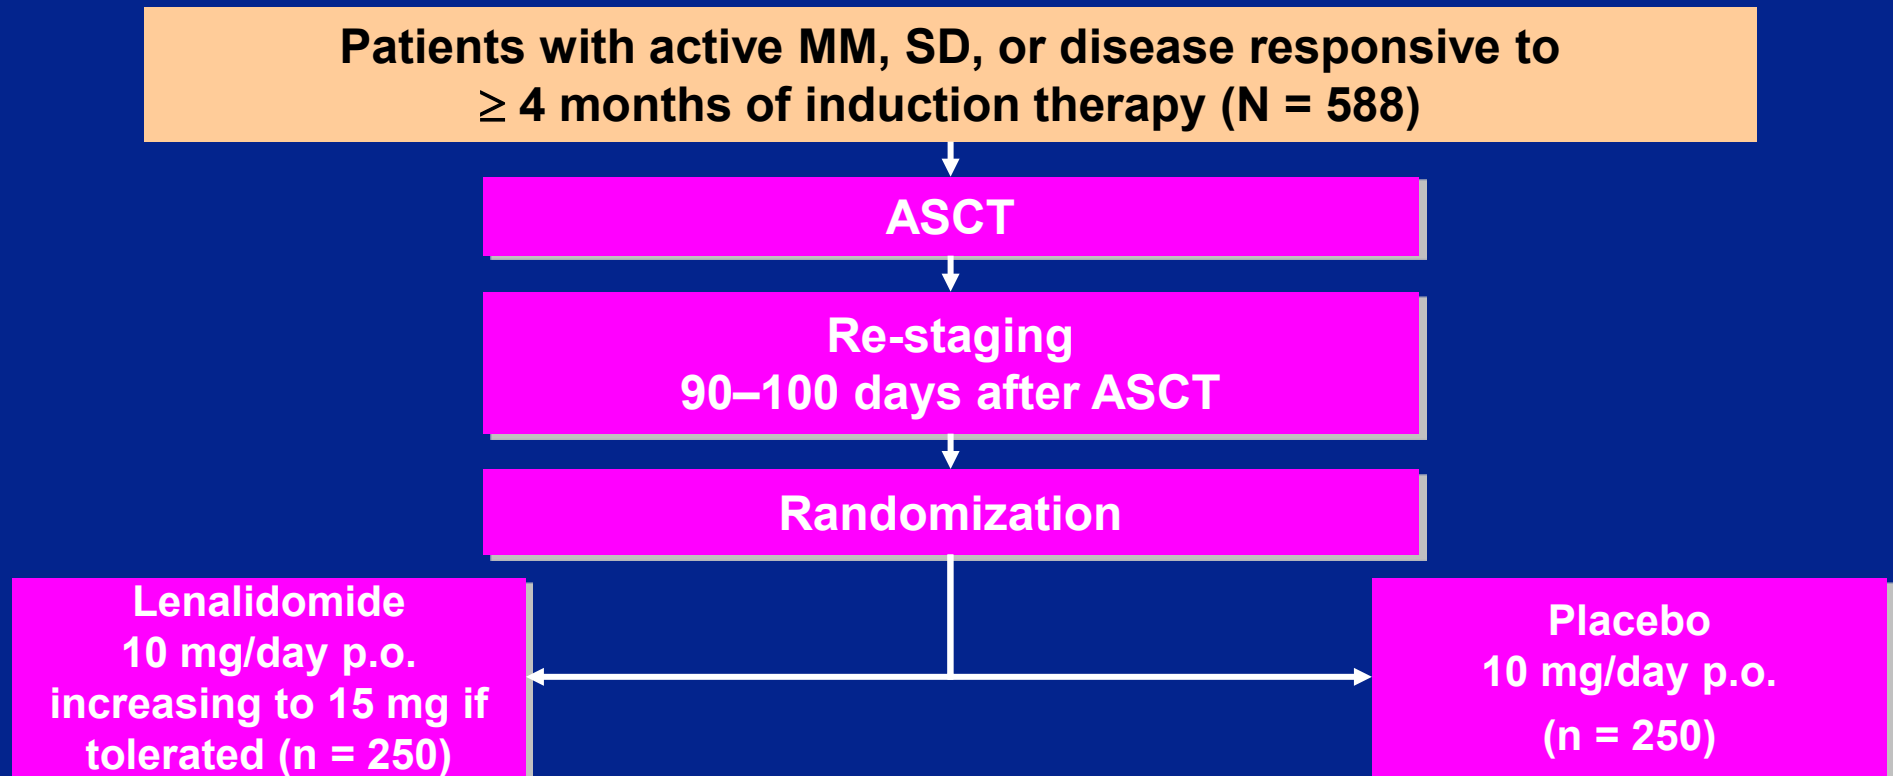 Patients with active MM, SD, or disease responsive to
≥ 4 months of induction therapy (N = 588)
ASCT
Re-staging
90–100 days after ASCT
Randomization
Lenalidomide
10 mg/day p.o.
increasing to 15 mg if
tolerated (n = 250)
Placebo
10 mg/day p.o.
(n = 250)